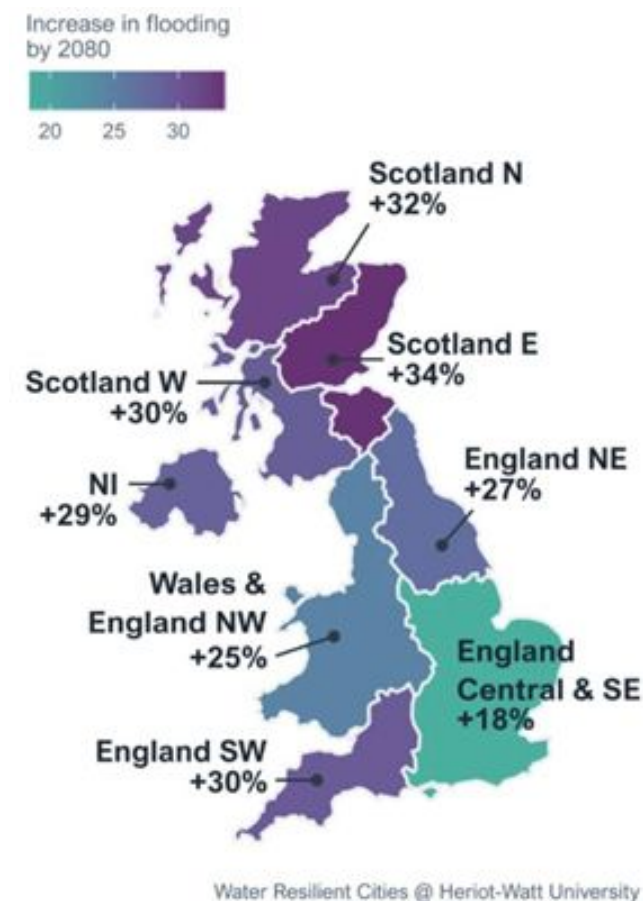 Increase in flooding
by 2080
20 25 30
Scotland N
+32%
Scotland E
+34%
Scotland W
+30%
England NE
+27%
NI
+29%
Wales &
England NW
+25%
England
Central & SE
+18%
England SW
+30%
Water Resilient Cities @ Heriot-Watt University